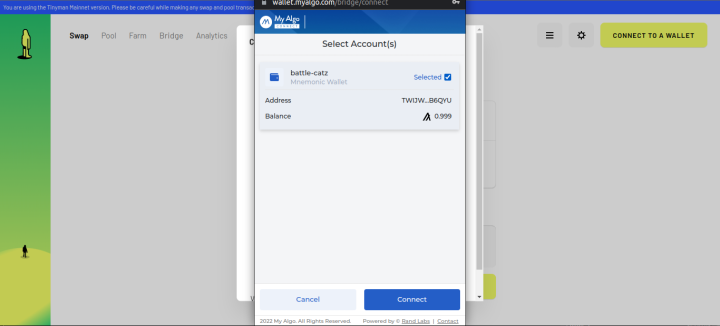 wallet.myalgo.com/bridge/connect
You are using the Tinyman Mainnet version. Please be careful while making any swap and pool transac
My Algo
CONNECT
Swap Pool Farm Bridge Analytics
CONNECT TO A WALLET
Select Account(s)
battle-catz
Mnemonic Wallet
Selected
Address TWIJW...B6QYU
Balance 0.999
Cancel Connect
2022 My Algo. All Rights Reserved. Powered by © Rand Labs | Contact